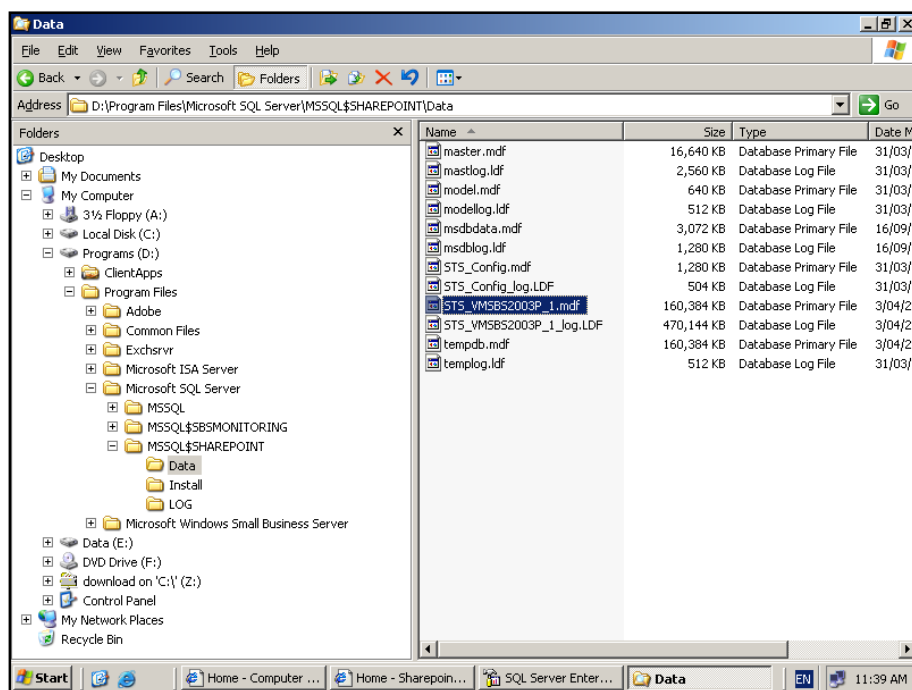 Data
File Edit View Favorites Tools Help
Back Search Folders
Address D:\Program Files\Microsoft SQL Server\MSSQL$SHAREPOINT\Data Go
Folders
Desktop
My Documents
My Computer
3½ Floppy (A:)
Local Disk (C:)
Programs (D:)
ClientApps
Program Files
Adobe
Common Files
Exchsrvr
Microsoft ISA Server
Microsoft SQL Server
MSSQL
MSSQL$SBSMONITORING
MSSQL$SHAREPOINT
Data
Install
LOG
Microsoft Windows Small Business Server
Data (E:)
DVD Drive (F:)
download on 'C:\' (Z:)
Control Panel
My Network Places
Recycle Bin
Name Size Type Date M
master.mdf 16,640 KB Database Primary File 31/03/
mastlog.ldf 2,560 KB Database Log File 31/03/
model.mdf 640 KB Database Primary File 31/03/
modellog.ldf 512 KB Database Log File 31/03/
msdbdata.mdf 3,072 KB Database Primary File 16/09/
msdblog.ldf 1,280 KB Database Log File 16/09/
STS_Config.mdf 1,280 KB Database Primary File 31/03/
STS_Config_log.LDF 504 KB Database Log File 31/03/
STS_VMSBS2003P_1.mdf 160,384 KB Database Primary File 3/04/2
STS_VMSBS2003P_1_log.LDF 470,144 KB Database Log File 3/04/2
tempdb.mdf 160,384 KB Database Primary File 3/04/2
templog.ldf 512 KB Database Log File 31/03/
Start Home - Computer ... Home - Sharepoin... SQL Server Enter... Data EN 11:39 AM